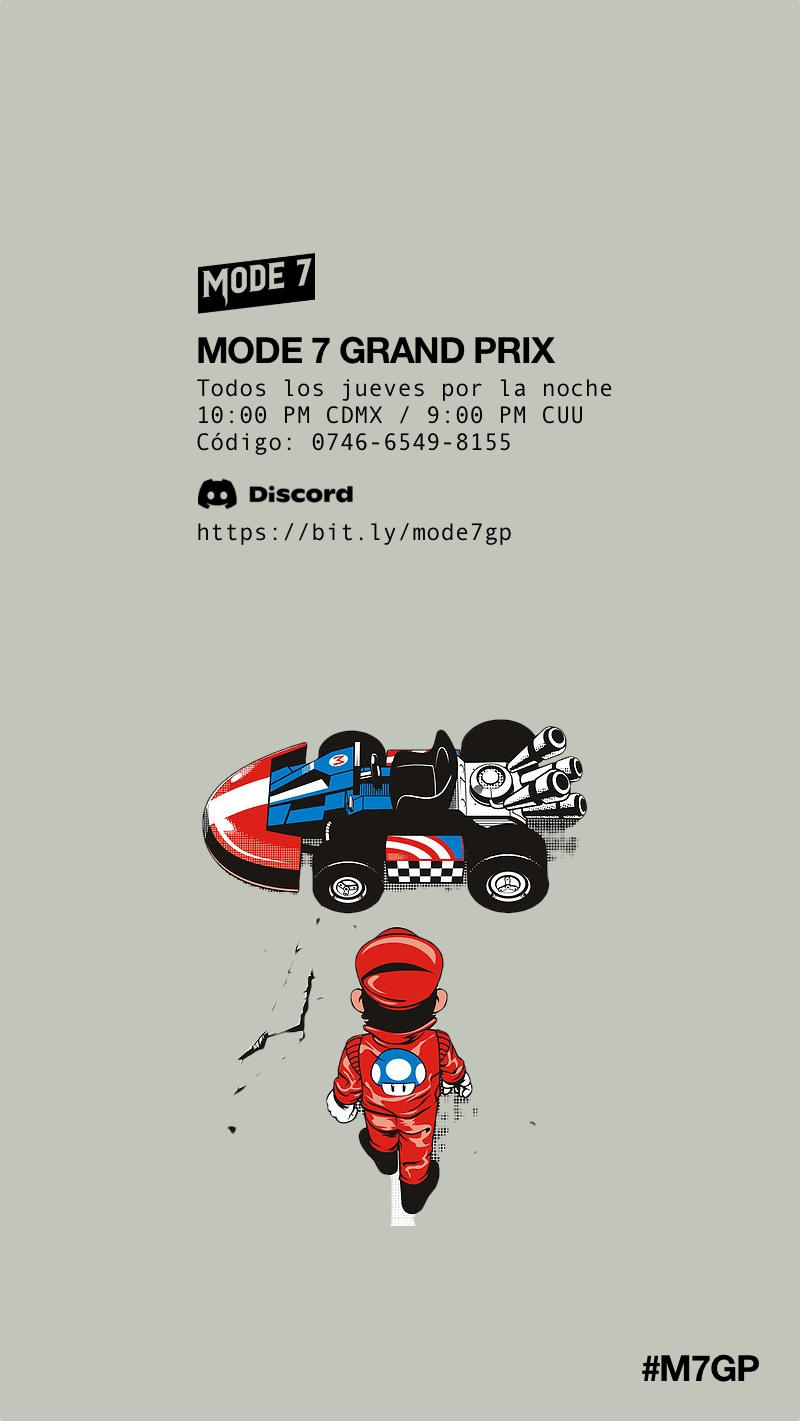 MODE 7
MODE 7 GRAND PRIX
Todos los jueves por la noche
10:00 PM CDMX / 9:00 PM CUU
Código: 0746-6549-8155
Discord
https://bit.ly/mode7gp
M
#M7GP